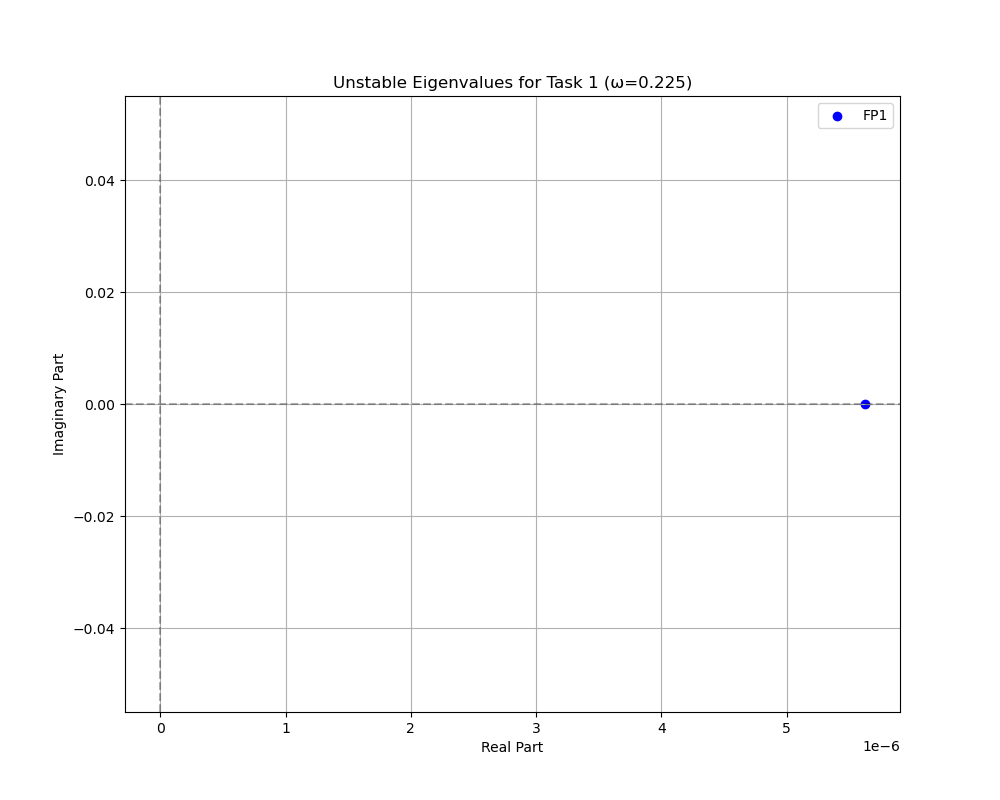 Unstable Eigenvalues for Task 1 (ω=0.225)
FP1
0.04
0.02
0.00
−0.02
−0.04
Imaginary Part
0 1 2 3 4 5
Real Part
1e−6